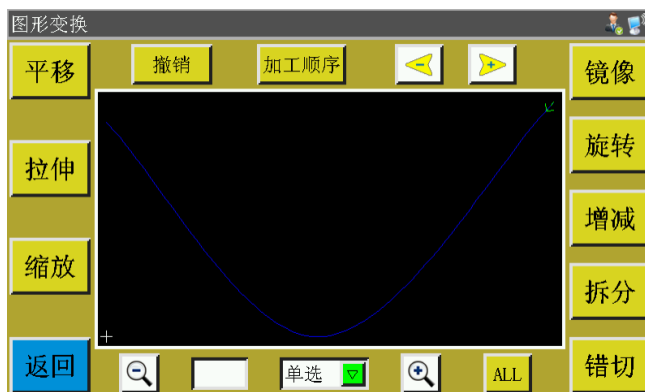 图形变换
平移
撤销
加工顺序
-
+
镜像
拉伸
旋转
增减
缩放
拆分
返回
单选
ALL
错切